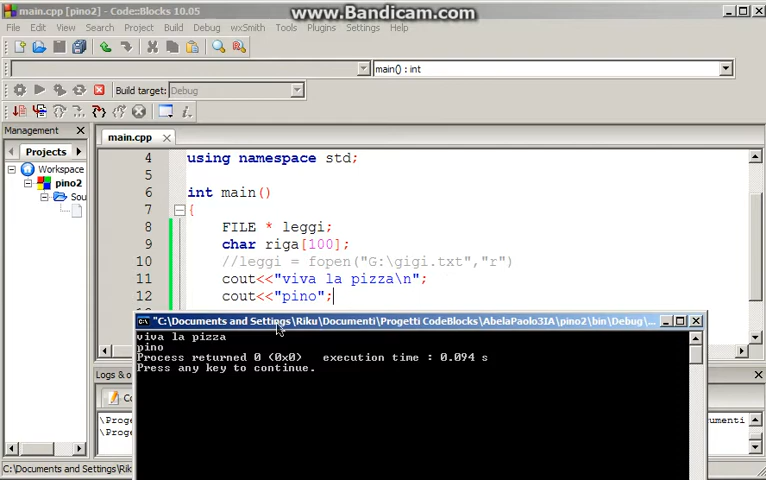 main.cpp [pino2] - Code::Blocks 10.05
www.Bandicam.com
File Edit View Search Project Build Debug wxSmith Tools Plugins Settings Help
main() : int
Build target: Debug
Management
main.cpp
Projects
Workspace
pino2
Sou
4 using namespace std;
5
6 int main()
7 {
8 FILE * leggi;
9 char riga[100];
10 //leggi = fopen("G:\gigi.txt","r")
11 cout<<"viva la pizza\n";
12 cout<<"pino";
"C:\Documents and Settings\Riku\Documenti\Progetti CodeBlocks\AbelaPaolo3IA\pino2\bin\Debug\...
viva la pizza
pino
Process returned 0 (0x0) execution time : 0.094 s
Press any key to continue.
Logs & o
Co
\Proge
\Proge
umenti
C:\Documents and Settings\Rik